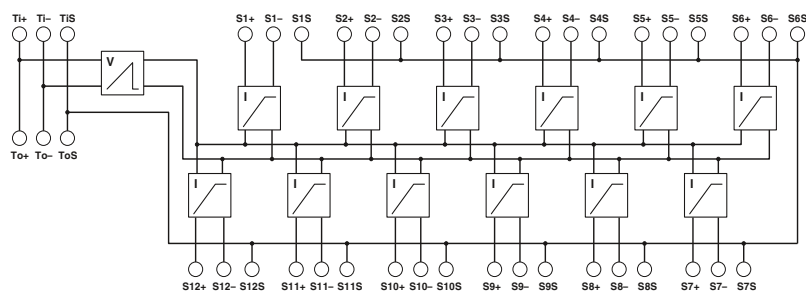 Ti+ Ti– TiS S1+ S1– S1S S2+ S2– S2S S3+ S3– S3S S4+ S4– S4S S5+ S5– S5S S6+ S6– S6S
V
I I I I I I
To+ To– ToS
I I I I I I
S12+ S12– S12S S11+ S11– S11S S10+ S10– S10S S9+ S9– S9S S8+ S8– S8S S7+ S7– S7S